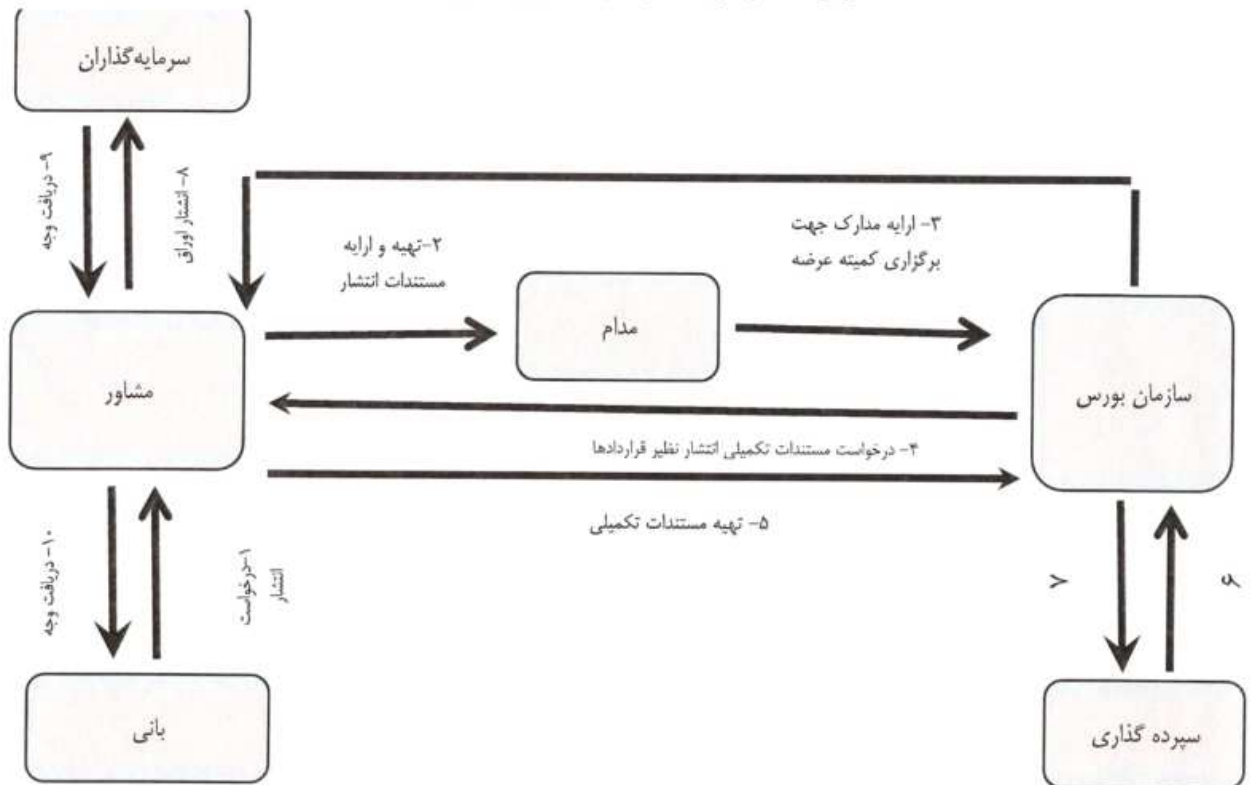 سرمایه‌گذاران
۹- دریافت وجه
۸- انتشار اوراق
۳- ارایه مدارک جهت
برگزاری کمیته عرضه
۲-تهیه و ارایه
مستندات انتشار
مدام
مشاور
سازمان بورس
۴- درخواست مستندات تکمیلی انتشار نظیر قراردادها
۵- تهیه مستندات تکمیلی
۱۰- دریافت وجه
۱-درخواست
انتشار
۷
۶
بانی
سپرده گذاری